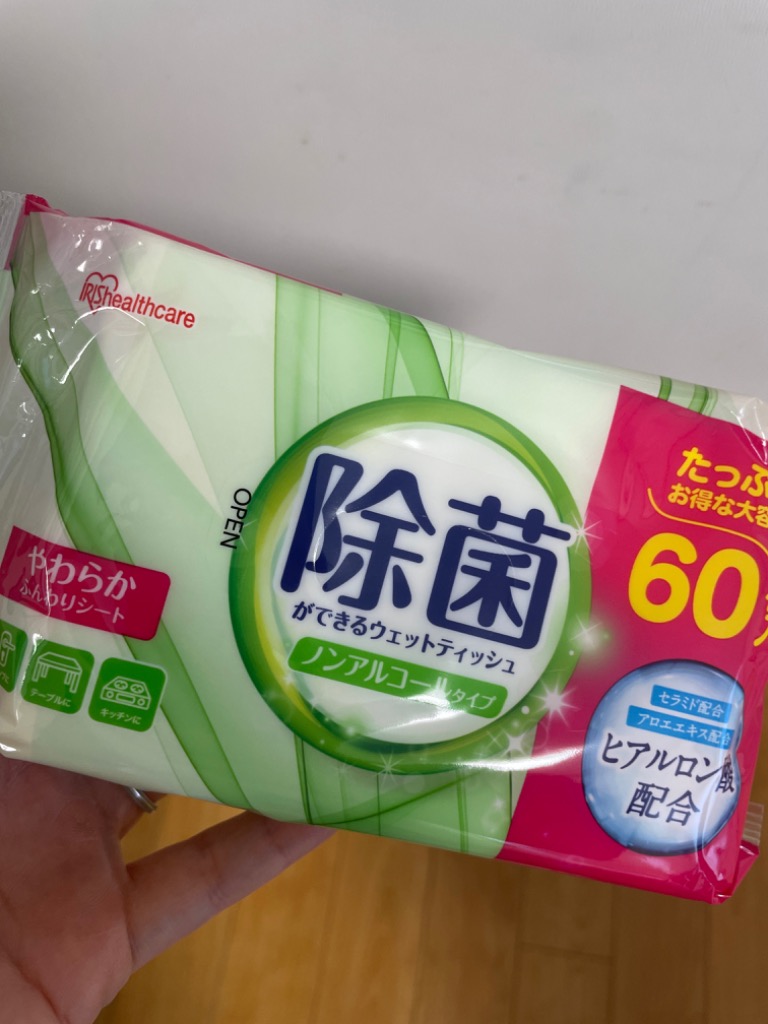 IRIShealthcare
OPEN
除菌
ができるウェットティッシュ
ノンアルコールタイプ
やわらか
ふんわりシート
テーブルに
キッチンに
たっぷ
お得な大容
60
セラミド配合
アロエエキス配合
ヒアルロン酸
配合